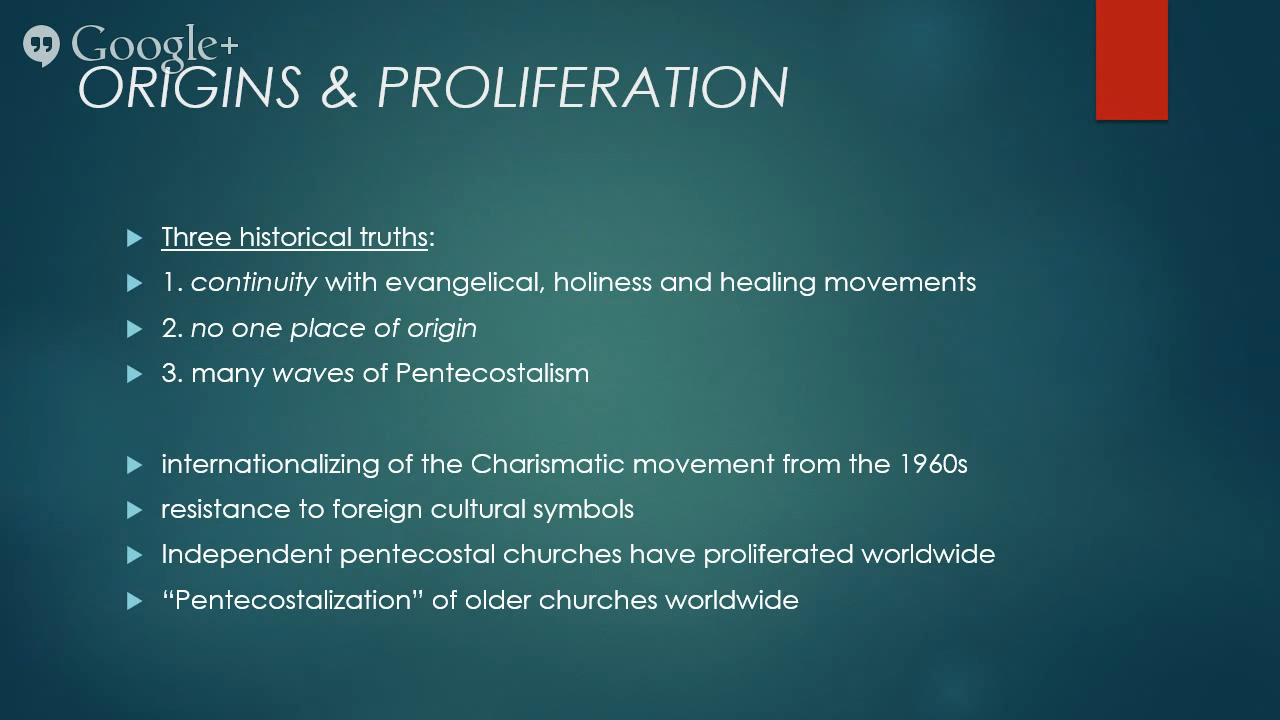 Google+
ORIGINS & PROLIFERATION
Three historical truths:
1. continuity with evangelical, holiness and healing movements
2. no one place of origin
3. many waves of Pentecostalism
internationalizing of the Charismatic movement from the 1960s
resistance to foreign cultural symbols
Independent pentecostal churches have proliferated worldwide
“Pentecostalization” of older churches worldwide